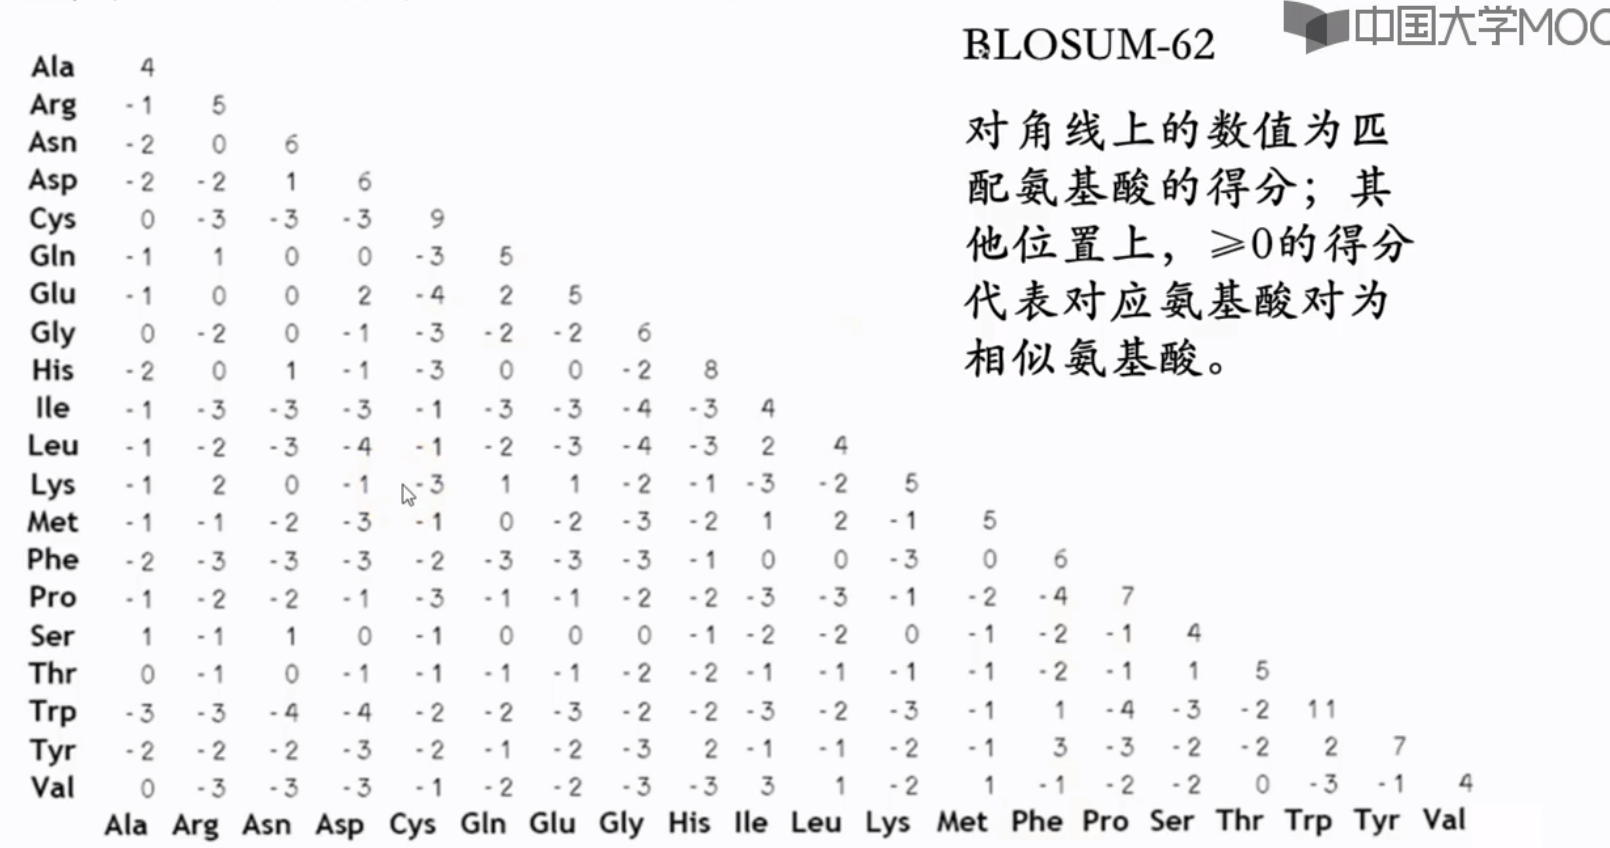 中国大学MOO
BLOSUM-62
对角线上的数值为匹
配氨基酸的得分；其
他位置上，≥0的得分
代表对应氨基酸对为
相似氨基酸。
Ala 4
Arg -1 5
Asn -2 0 6
Asp -2 -2 1 6
Cys 0 -3 -3 -3 9
Gln -1 1 0 0 -3 5
Glu -1 0 0 2 -4 2 5
Gly 0 -2 0 -1 -3 -2 -2 6
His -2 0 1 -1 -3 0 0 -2 8
Ile -1 -3 -3 -3 -1 -3 -3 -4 -3 4
Leu -1 -2 -3 -4 -1 -2 -3 -4 -3 2 4
Lys -1 2 0 -1 -3 1 1 -2 -1 -3 -2 5
Met -1 -1 -2 -3 -1 0 -2 -3 -2 1 2 -1 5
Phe -2 -3 -3 -3 -2 -3 -3 -3 -1 0 0 -3 0 6
Pro -1 -2 -2 -1 -3 -1 -1 -2 -2 -3 -3 -1 -2 -4 7
Ser 1 -1 1 0 -1 0 0 0 -1 -2 -2 0 -1 -2 -1 4
Thr 0 -1 0 -1 -1 -1 -1 -2 -2 -1 -1 -1 -1 -2 -1 1 5
Trp -3 -3 -4 -4 -2 -2 -3 -2 -2 -3 -2 -3 -1 1 -4 -3 -2 11
Tyr -2 -2 -2 -3 -2 -1 -2 -3 2 -1 -1 -2 -1 3 -3 -2 -2 2 7
Val 0 -3 -3 -3 -1 -2 -2 -3 -3 3 1 -2 1 -1 -2 -2 0 -3 -1 4
Ala Arg Asn Asp Cys Gln Glu Gly His Ile Leu Lys Met Phe Pro Ser Thr Trp Tyr Val